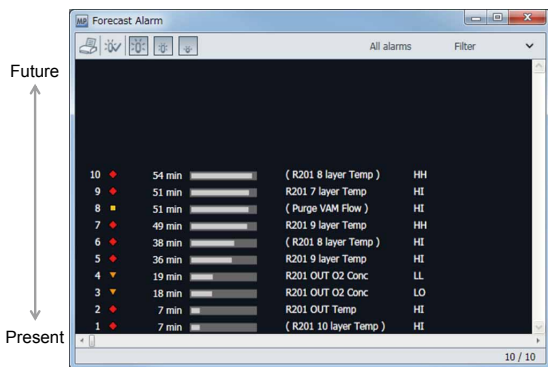 MP Forecast Alarm
All alarms Filter
Future
10 54 min ( R201 8 layer Temp ) HH
9 51 min R201 7 layer Temp HI
8 51 min ( Purge VAM Flow ) HI
7 49 min R201 9 layer Temp HH
6 38 min ( R201 8 layer Temp ) HI
5 36 min R201 9 layer Temp HI
4 19 min R201 OUT O2 Conc LL
3 18 min R201 OUT O2 Conc LO
2 7 min R201 OUT Temp HI
1 7 min ( R201 10 layer Temp ) HI
Present
10 / 10